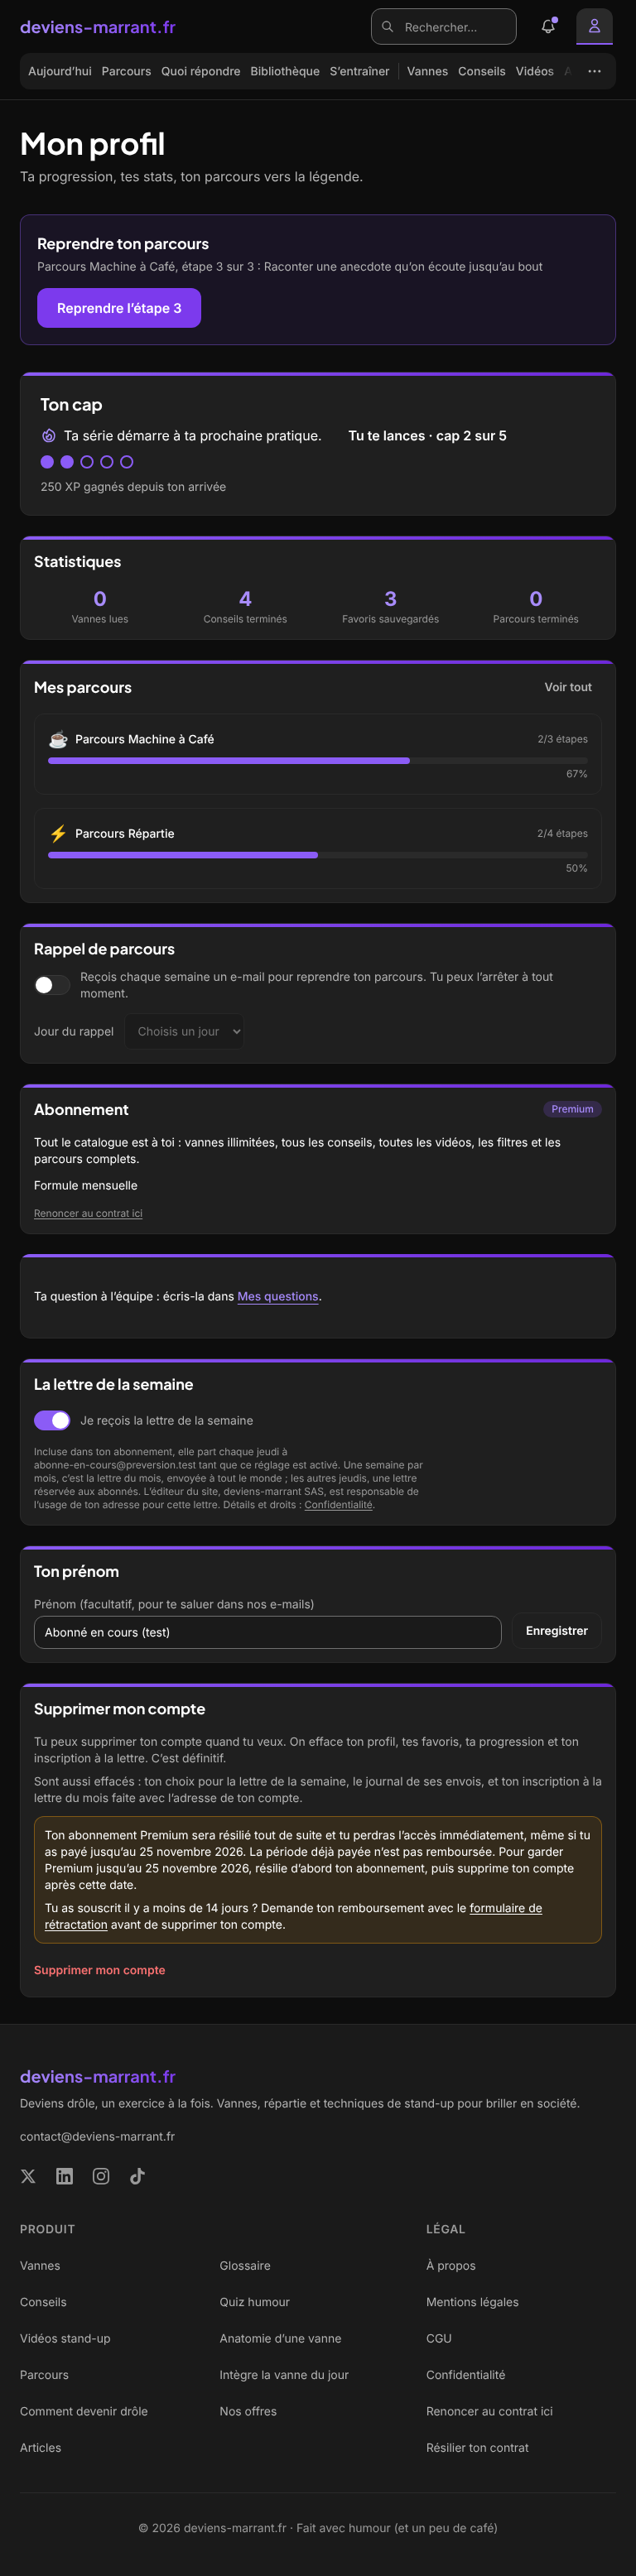 deviens-marrant.fr
Rechercher...
Aujourd’hui Parcours Quoi répondre Bibliothèque S’entraîner Vannes Conseils Vidéos
Mon profil
Ta progression, tes stats, ton parcours vers la légende.
Reprendre ton parcours
Parcours Machine à Café, étape 3 sur 3 : Raconter une anecdote qu’on écoute jusqu’au bout
Reprendre l’étape 3
Ton cap
Ta série démarre à ta prochaine pratique. Tu te lances · cap 2 sur 5
250 XP gagnés depuis ton arrivée
Statistiques
0 4 3 0
Vannes lues Conseils terminés Favoris sauvegardés Parcours terminés
Mes parcours Voir tout
Parcours Machine à Café 2/3 étapes
67%
Parcours Répartie 2/4 étapes
50%
Rappel de parcours
Reçois chaque semaine un e-mail pour reprendre ton parcours. Tu peux l’arrêter à tout
moment.
Jour du rappel Choisis un jour
Abonnement Premium
Tout le catalogue est à toi : vannes illimitées, tous les conseils, toutes les vidéos, les filtres et les
parcours complets.
Formule mensuelle
Renoncer au contrat ici
Ta question à l’équipe : écris-la dans Mes questions.
La lettre de la semaine
Je reçois la lettre de la semaine
Incluse dans ton abonnement, elle part chaque jeudi à
abonne-en-cours@preversion.test tant que ce réglage est activé. Une semaine par
mois, c’est la lettre du mois, envoyée à tout le monde ; les autres jeudis, une lettre
réservée aux abonnés. L’éditeur du site, deviens-marrant SAS, est responsable de
l’usage de ton adresse pour cette lettre. Détails et droits : Confidentialité.
Ton prénom
Prénom (facultatif, pour te saluer dans nos e-mails)
Abonné en cours (test) Enregistrer
Supprimer mon compte
Tu peux supprimer ton compte quand tu veux. On efface ton profil, tes favoris, ta progression et ton
inscription à la lettre. C’est définitif.
Sont aussi effacés : ton choix pour la lettre de la semaine, le journal de ses envois, et ton inscription à la
lettre du mois faite avec l’adresse de ton compte.
Ton abonnement Premium sera résilié tout de suite et tu perdras l’accès immédiatement, même si tu
as payé jusqu’au 25 novembre 2026. La période déjà payée n’est pas remboursée. Pour garder
Premium jusqu’au 25 novembre 2026, résilie d’abord ton abonnement, puis supprime ton compte
après cette date.
Tu as souscrit il y a moins de 14 jours ? Demande ton remboursement avec le formulaire de
rétractation avant de supprimer ton compte.
Supprimer mon compte
deviens-marrant.fr
Deviens drôle, un exercice à la fois. Vannes, répartie et techniques de stand-up pour briller en société.
contact@deviens-marrant.fr
PRODUIT LÉGAL
Vannes Glossaire À propos
Conseils Quiz humour Mentions légales
Vidéos stand-up Anatomie d’une vanne CGU
Parcours Intègre la vanne du jour Confidentialité
Comment devenir drôle Nos offres Renoncer au contrat ici
Articles Résilier ton contrat
© 2026 deviens-marrant.fr · Fait avec humour (et un peu de café)